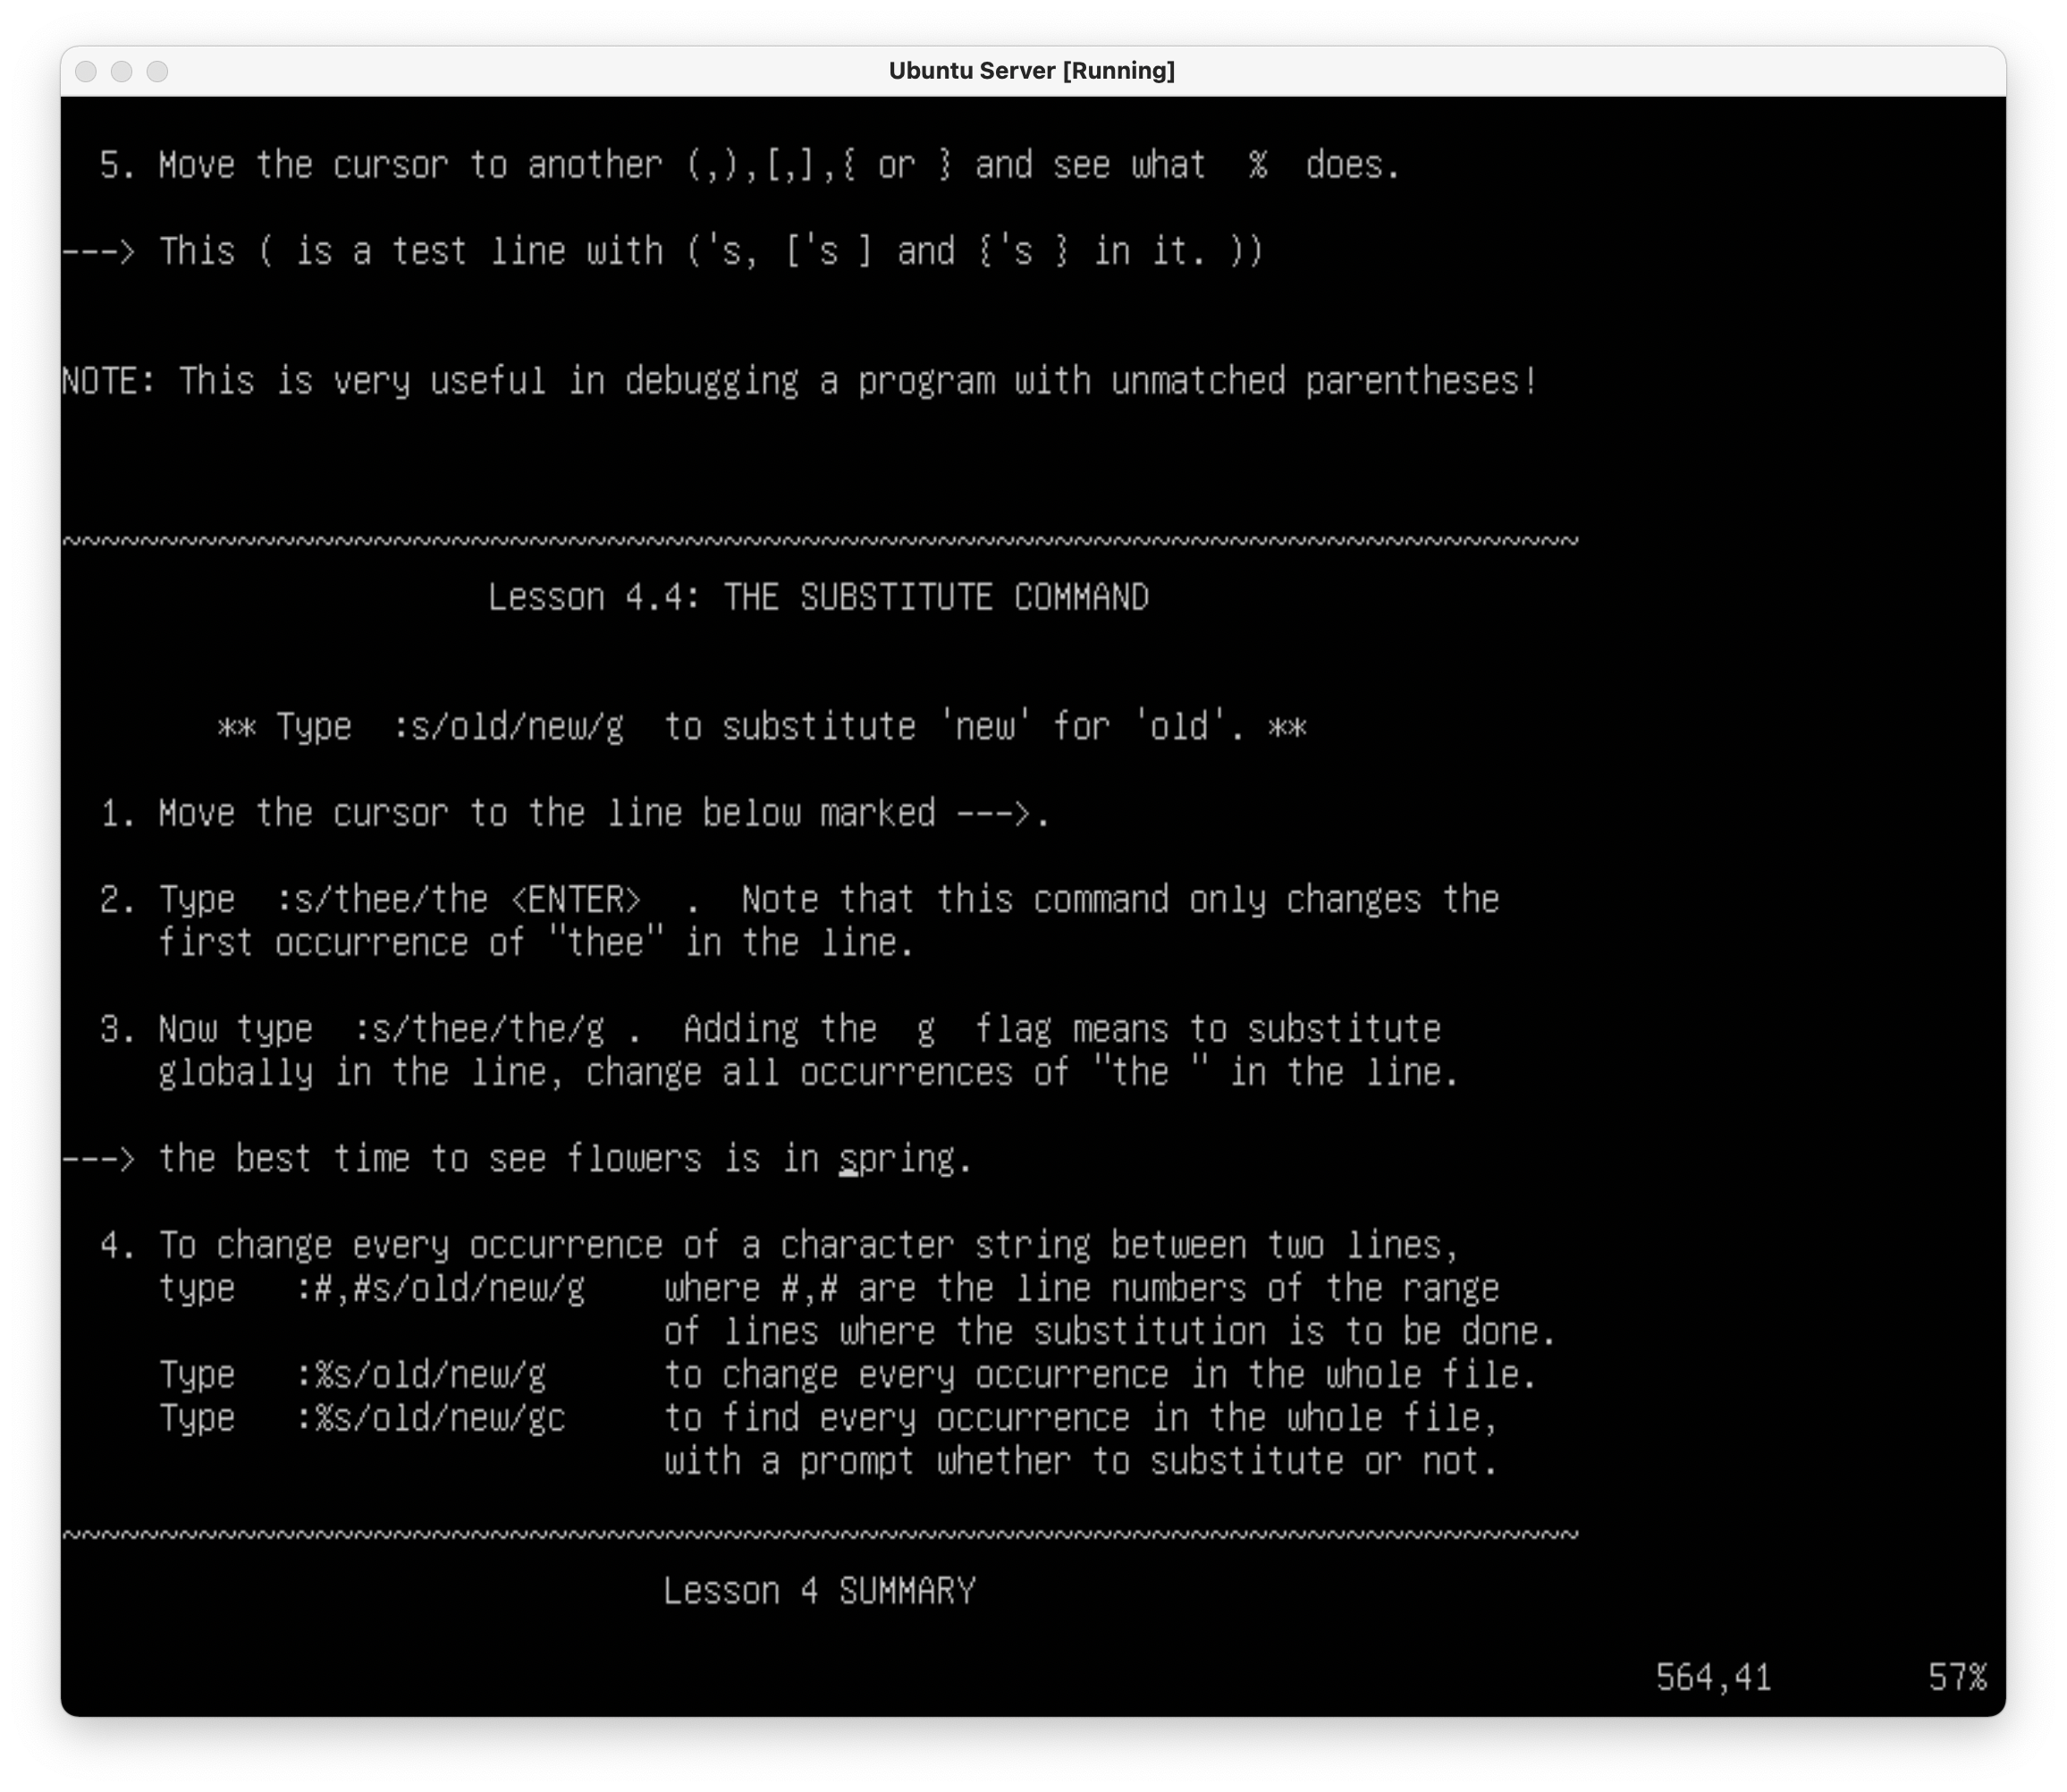 Ubuntu Server [Running]
5. Move the cursor to another (,),[,],{ or } and see what  %  does.
---> This ( is a test line with ('s, ['s ] and {'s } in it. ))
NOTE: This is very useful in debugging a program with unmatched parentheses!
~~~~~~~~~~~~~~~~~~~~~~~~~~~~~~~~~~~~~~~~~~~~~~~~~~~~~~~~~~~~~~~~~~~~~~~~~~~~~~
Lesson 4.4: THE SUBSTITUTE COMMAND
** Type  :s/old/new/g  to substitute 'new' for 'old'. **
1. Move the cursor to the line below marked --->.
2. Type  :s/thee/the <ENTER>  .  Note that this command only changes the
first occurrence of "thee" in the line.
3. Now type  :s/thee/the/g .  Adding the  g  flag means to substitute
globally in the line, change all occurrences of "the " in the line.
---> the best time to see flowers is in spring.
4. To change every occurrence of a character string between two lines,
type   :#,#s/old/new/g    where #,# are the line numbers of the range
of lines where the substitution is to be done.
Type   :%s/old/new/g      to change every occurrence in the whole file.
Type   :%s/old/new/gc     to find every occurrence in the whole file,
with a prompt whether to substitute or not.
~~~~~~~~~~~~~~~~~~~~~~~~~~~~~~~~~~~~~~~~~~~~~~~~~~~~~~~~~~~~~~~~~~~~~~~~~~~~~~
Lesson 4 SUMMARY
564,41        57%